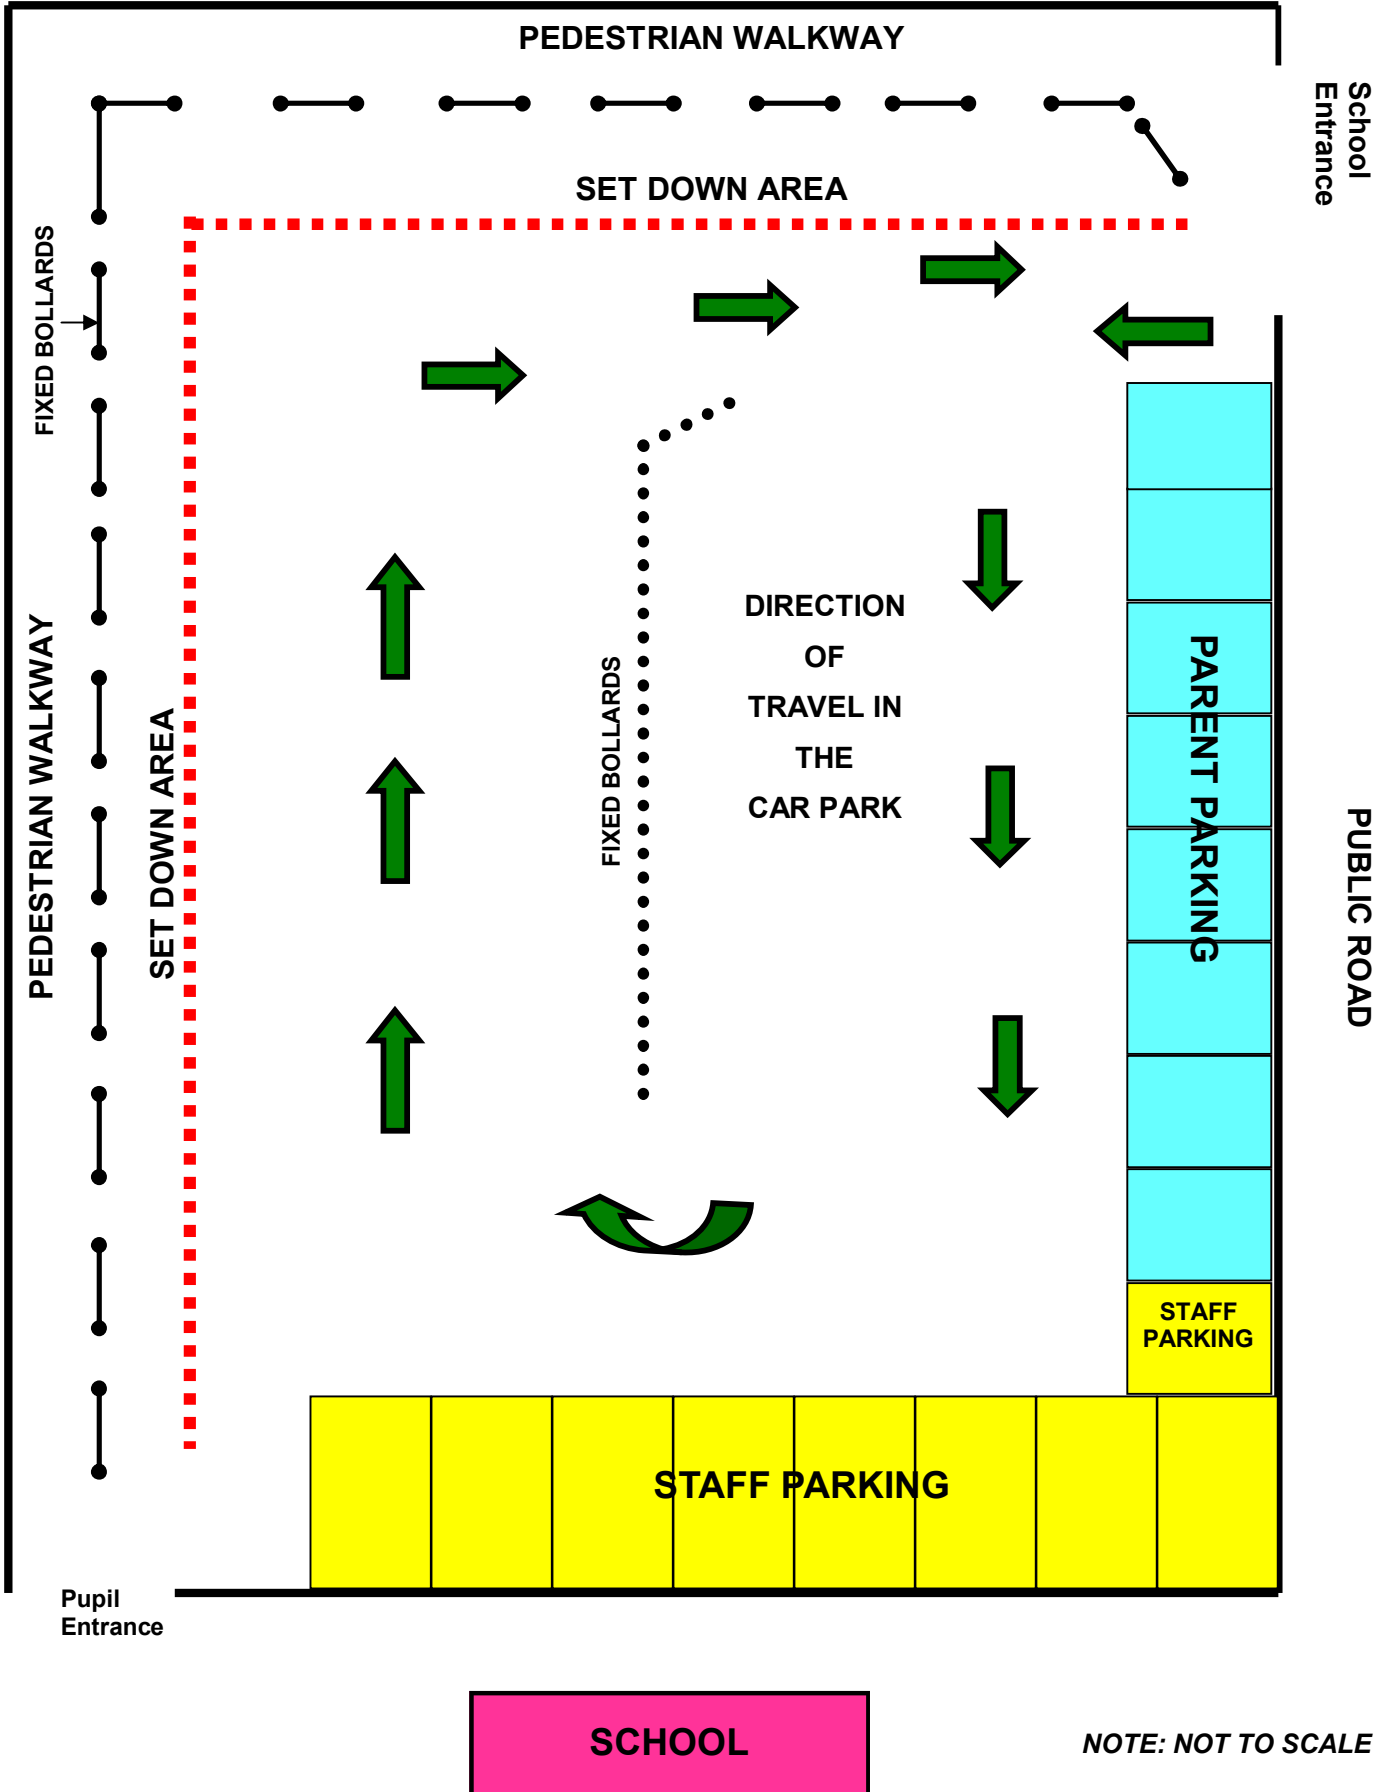 PEDESTRIAN WALKWAY
School
Entrance
SET DOWN AREA
FIXED BOLLARDS
DIRECTION
OF
TRAVEL IN
THE
CAR PARK
PEDESTRIAN WALKWAY
SET DOWN AREA
FIXED BOLLARDS
PARENT PARKING
PUBLIC ROAD
STAFF
PARKING
STAFF PARKING
Pupil
Entrance
SCHOOL
NOTE: NOT TO SCALE